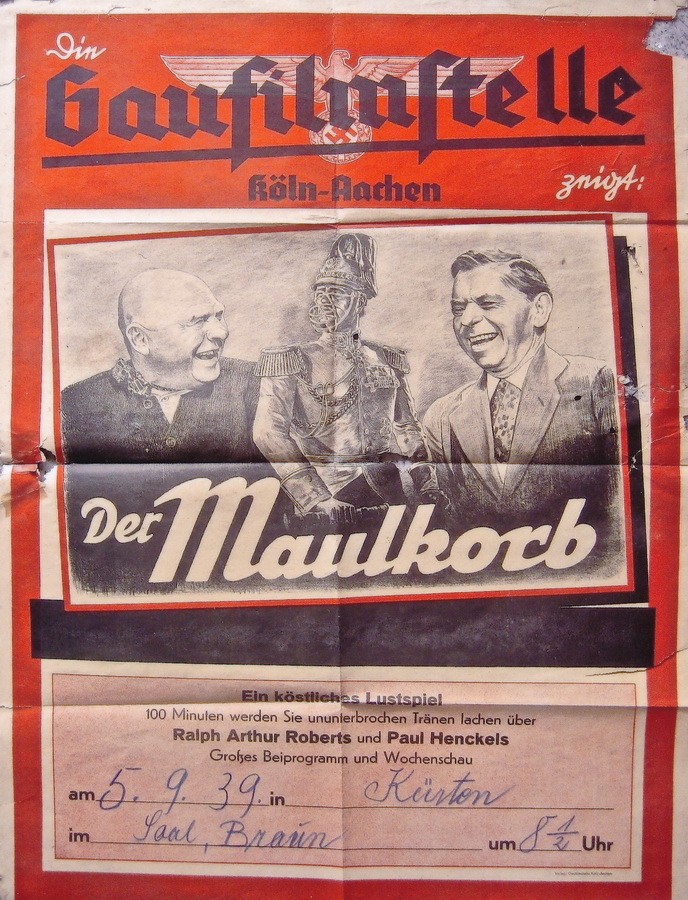 Die
Gaufilmstelle
Köln-Aachen
zeigt:
Der Maulkorb
Ein köstliches Lustspiel
100 Minuten werden Sie ununterbrochen Tränen lachen über
Ralph Arthur Roberts und Paul Henckels
Großes Beiprogramm und Wochenschau
am 5. 9. 39. in Kürten
im Saal, Braun um 8 1/2 Uhr